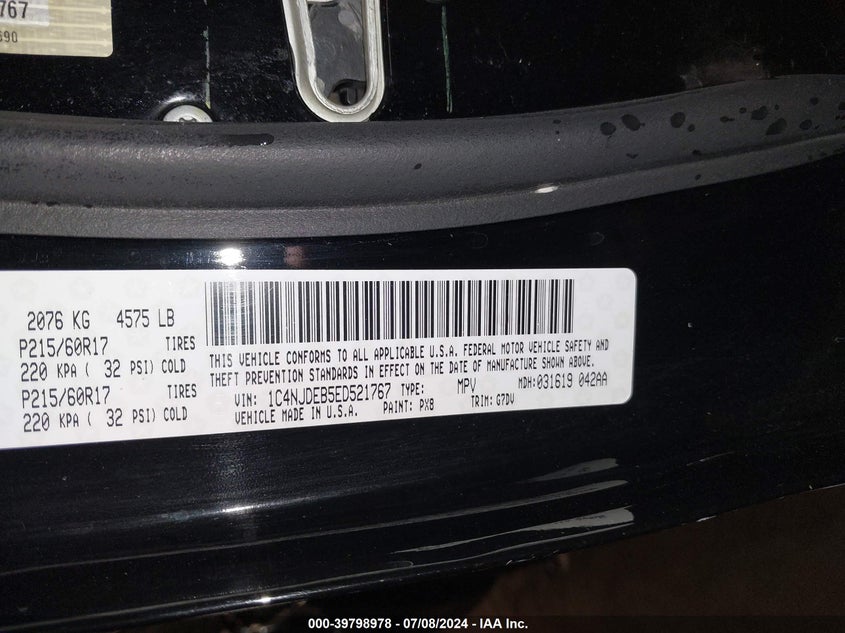 767
690
2076 KG 4575 LB
P215/60R17 TIRES
220 KPA ( 32 PSI) COLD
P215/60R17 TIRES
220 KPA ( 32 PSI) COLD
THIS VEHICLE CONFORMS TO ALL APPLICABLE U.S.A. FEDERAL MOTOR VEHICLE SAFETY AND
THEFT PREVENTION STANDARDS IN EFFECT ON THE DATE OF MANUFACTURE SHOWN ABOVE.
VIN: 1C4NJDEB5ED521767 TYPE: MPV MDH: 031619 042AA
VEHICLE MADE IN U.S.A. PAINT: PX8 TRIM: G7DV
000-39798978 - 07/08/2024 - IAA Inc.